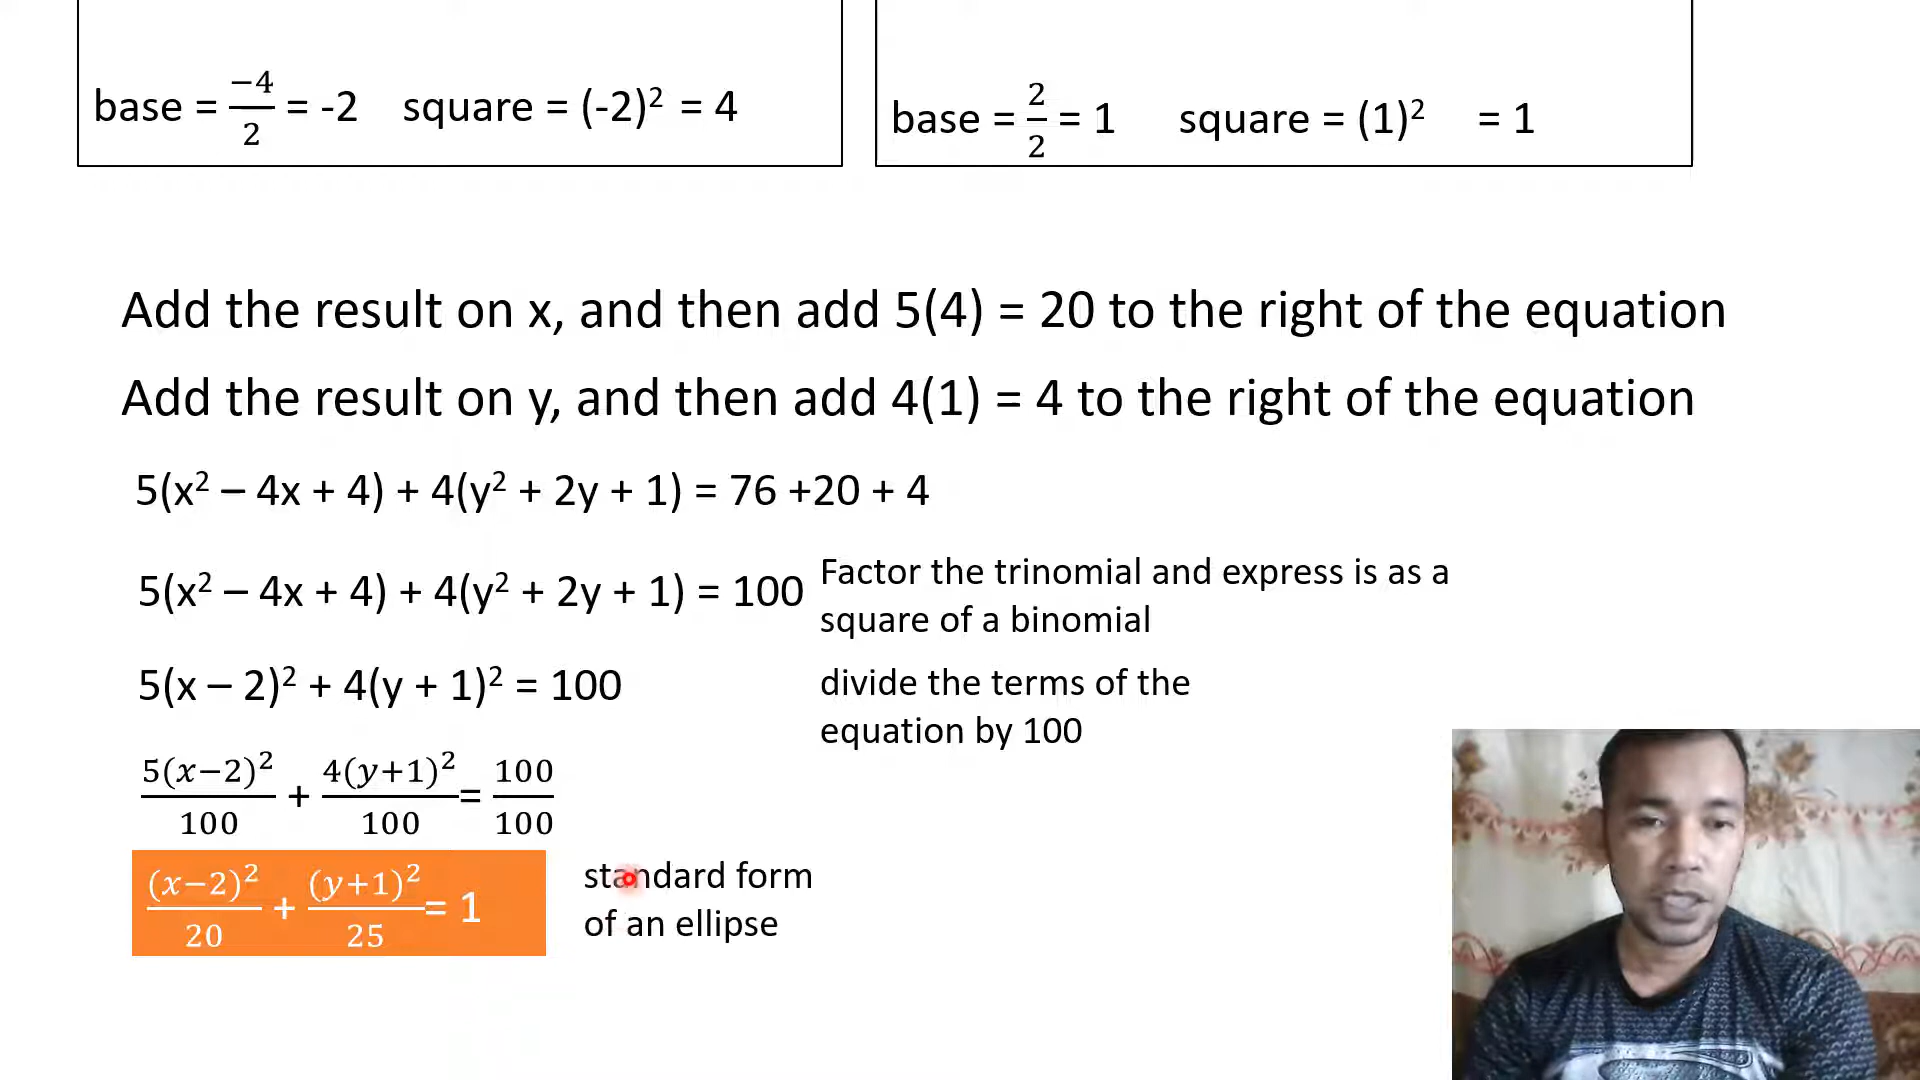 base = −4/2 = -2 square = (-2)² = 4
base = 2/2 = 1 square = (1)² = 1
Add the result on x, and then add 5(4) = 20 to the right of the equation
Add the result on y, and then add 4(1) = 4 to the right of the equation
5(x² – 4x + 4) + 4(y² + 2y + 1) = 76 +20 + 4
5(x² – 4x + 4) + 4(y² + 2y + 1) = 100
Factor the trinomial and express is as a
square of a binomial
5(x – 2)² + 4(y + 1)² = 100
divide the terms of the
equation by 100
5(x−2)²/100 + 4(y+1)²/100 = 100/100
(x−2)²/20 + (y+1)²/25 = 1
standard form
of an ellipse